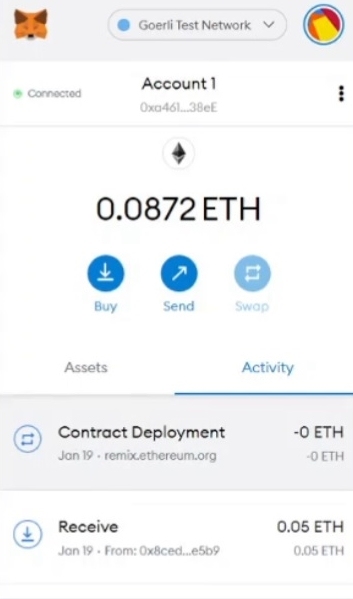 Goerli Test Network
Connected
Account 1
0xa461...38eE
0.0872 ETH
Buy
Send
Swap
Assets
Activity
Contract Deployment
-0 ETH
Jan 19 · remix.ethereum.org
-0 ETH
Receive
0.05 ETH
Jan 19 · From: 0x8ced...e5b9
0.05 ETH